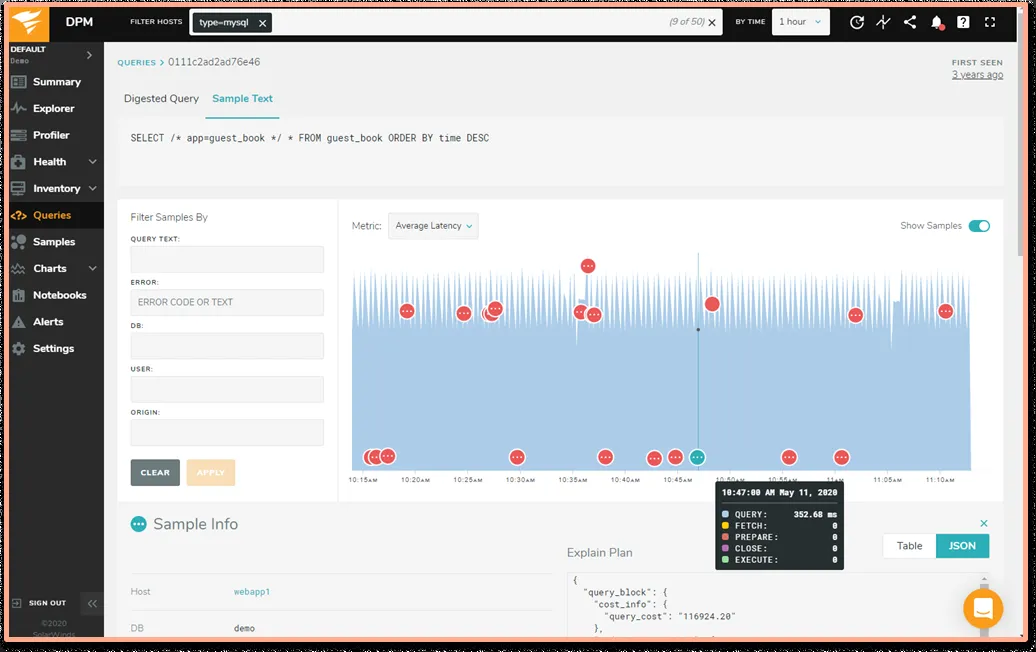 DPM
FILTER HOSTS
type=mysql ×
(9 of 50) ×
BY TIME
1 hour
DEFAULT
Demo
Summary
Explorer
Profiler
Health
Inventory
Queries
Samples
Charts
Notebooks
Alerts
Settings
SIGN OUT
©2020
SolarWinds
QUERIES > 0111c2ad2ad76e46
FIRST SEEN
3 years ago
Digested Query
Sample Text
SELECT /* app=guest_book */ * FROM guest_book ORDER BY time DESC
Filter Samples By
QUERY TEXT:
ERROR:
ERROR CODE OR TEXT
DB:
USER:
ORIGIN:
CLEAR
APPLY
Metric:
Average Latency
Show Samples
10:15AM 10:20AM 10:25AM 10:30AM 10:35AM 10:40AM 10:45AM 10:50AM 10:55AM 11AM 11:05AM 11:10AM
10:47:00 AM May 11, 2020
QUERY: 352.68 ms
FETCH: 0
PREPARE: 0
CLOSE: 0
EXECUTE: 0
Sample Info
Host webapp1
DB demo
Explain Plan
Table
JSON
{
"query_block": {
"cost_info": {
"query_cost": "116924.20"
},